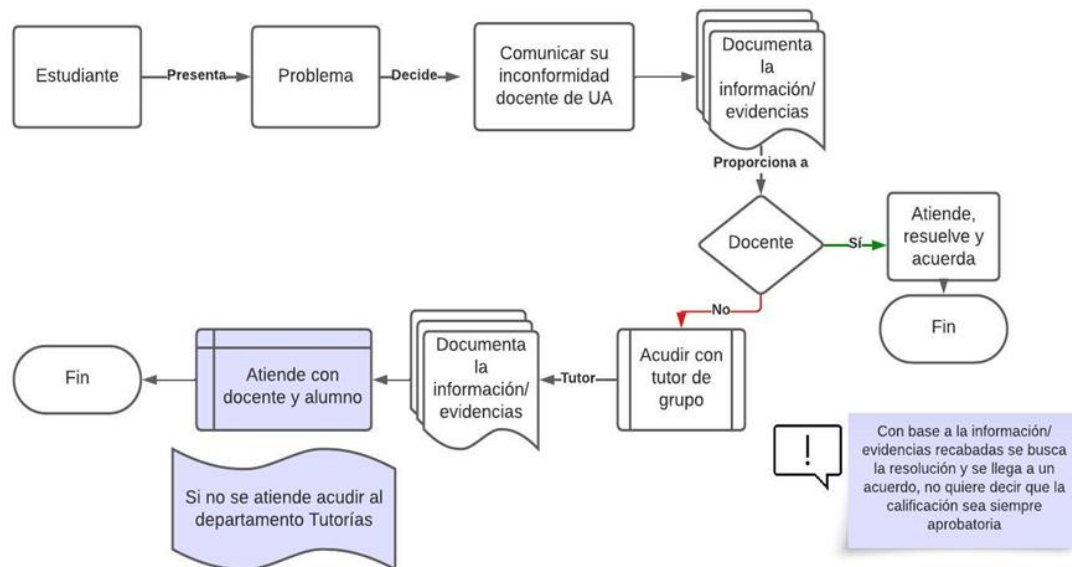 Estudiante
Presenta
Problema
Decide
Comunicar su
inconformidad
docente de UA
Documenta
la
información/
evidencias
Proporciona a
Docente
Sí
Atiende,
resuelve y
acuerda
Fin
No
Acudir con
tutor de
grupo
Tutor
Documenta
la
información/
evidencias
Atiende con
docente y alumno
Fin
Si no se atiende acudir al
departamento Tutorías
!
Con base a la información/
evidencias recabadas se busca
la resolución y se llega a un
acuerdo, no quiere decir que la
calificación sea siempre
aprobatoria